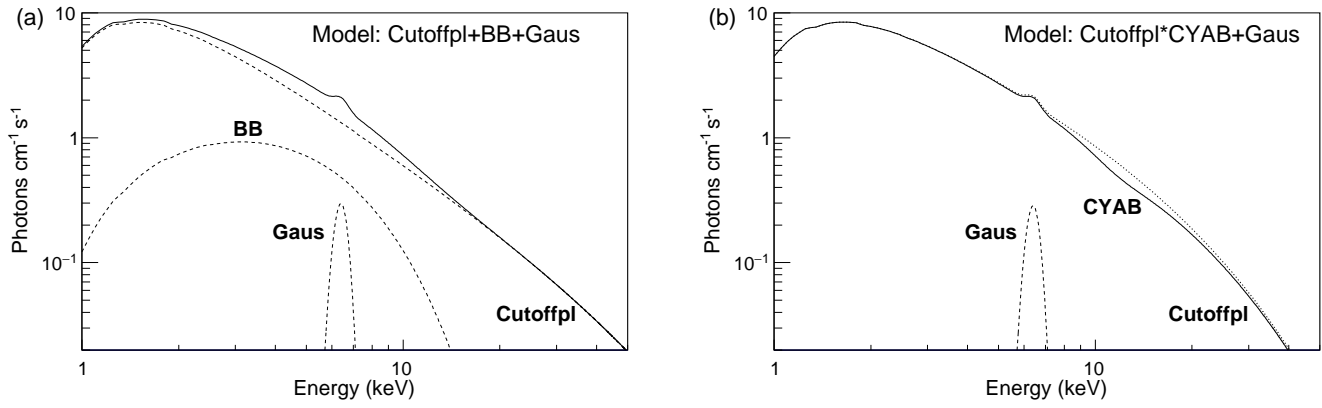 (a)
Model: Cutoffpl+BB+Gaus
10
1
10−1
Photons cm-1 s-1
BB
Gaus
Cutoffpl
1
10
Energy (keV)
(b)
Model: Cutoffpl*CYAB+Gaus
10
1
10−1
Photons cm-1 s-1
CYAB
Gaus
Cutoffpl
1
10
Energy (keV)